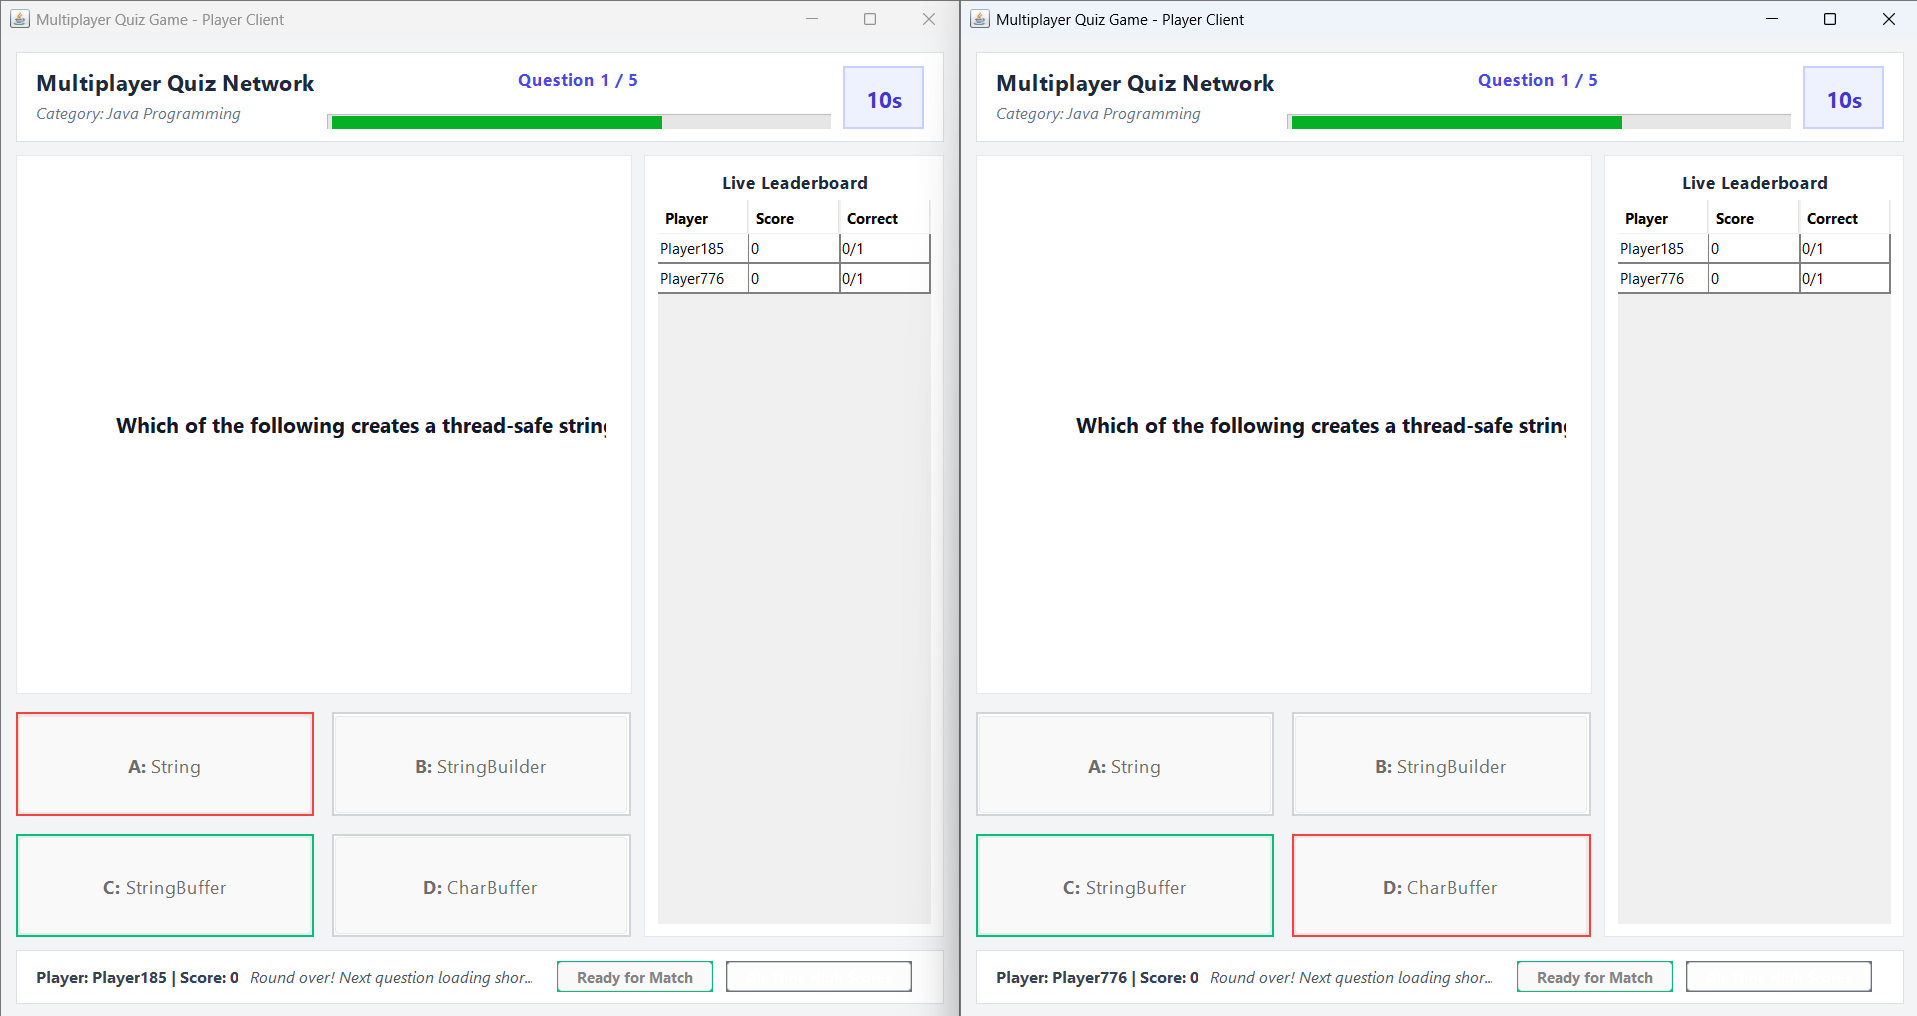 Multiplayer Quiz Game - Player Client
Multiplayer Quiz Network
Category: Java Programming
Question 1 / 5
10s
Which of the following creates a thread-safe string
Live Leaderboard
Player Score Correct
Player185 0 0/1
Player776 0 0/1
A: String
B: StringBuilder
C: StringBuffer
D: CharBuffer
Player: Player185 | Score: 0 Round over! Next question loading shor... Ready for Match
Multiplayer Quiz Game - Player Client
Multiplayer Quiz Network
Category: Java Programming
Question 1 / 5
10s
Which of the following creates a thread-safe string
Live Leaderboard
Player Score Correct
Player185 0 0/1
Player776 0 0/1
A: String
B: StringBuilder
C: StringBuffer
D: CharBuffer
Player: Player776 | Score: 0 Round over! Next question loading shor... Ready for Match